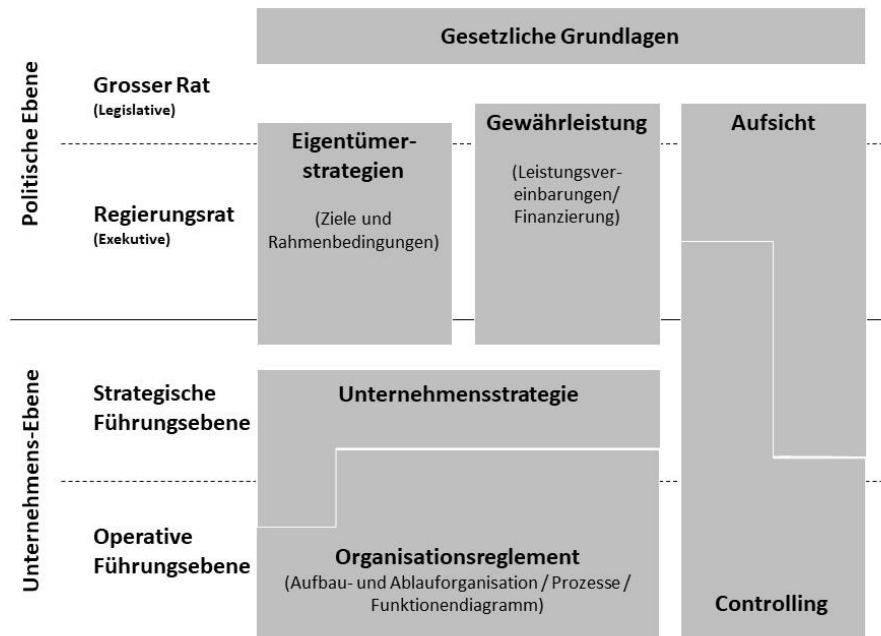 Gesetzliche Grundlagen
Politische Ebene
Grosser Rat
(Legislative)
Regierungsrat
(Exekutive)
Eigentümer-
strategien
(Ziele und
Rahmenbedingungen)
Gewährleistung
(Leistungsver-
einbarungen/
Finanzierung)
Aufsicht
Unternehmens-Ebene
Strategische
Führungsebene
Operative
Führungsebene
Unternehmensstrategie
Organisationsreglement
(Aufbau- und Ablauforganisation / Prozesse /
Funktionendiagramm)
Controlling